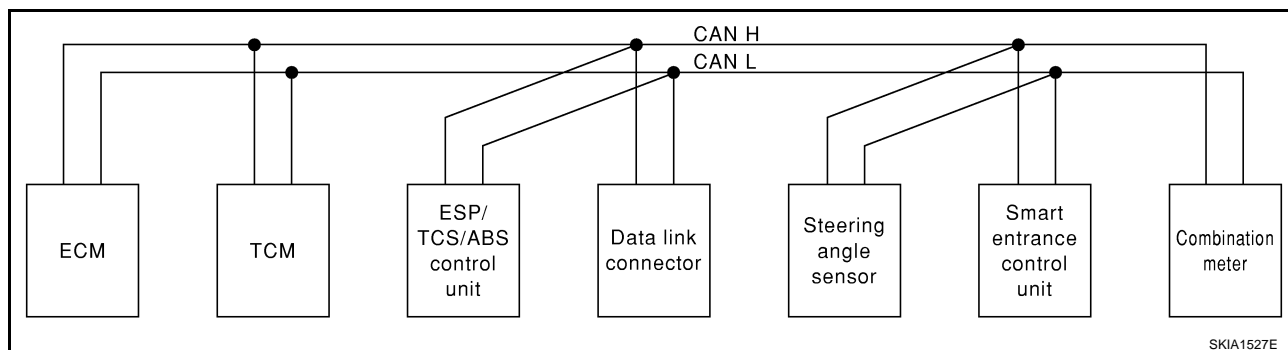 CAN H
CAN L
ECM
TCM
ESP/
TCS/ABS
control
unit
Data link
connector
Steering
angle
sensor
Smart
entrance
control
unit
Combination
meter
SKIA1527E